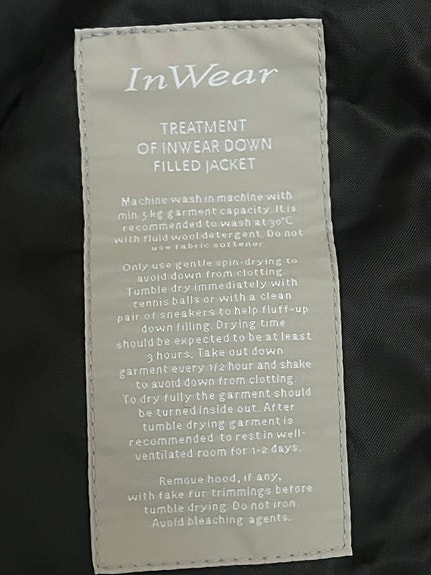 InWear
TREATMENT
OF INWEAR DOWN
FILLED JACKET
Machine wash in machine with
min 5 kg garment capacity. It is
recommended to wash at 30°C
with fluid wool detergent. Do not
use fabric softener
Only use gentle spin-drying to
avoid down from clotting
Tumble dry immediately with
tennis balls or with a clean
pair of sneakers to help fluff-up
down filling. Drying time
should be expected to be at least
3 hours. Take out down
garment every 1/2 hour and shake
to avoid down from clotting.
To dry fully the garment should
be turned inside out. After
tumble drying garment is
recommended to rest in well-
ventilated room for 1-2 days.
Remove hood, if any,
with fake fur trimmings before
tumble drying. Do not iron.
Avoid bleaching agents.